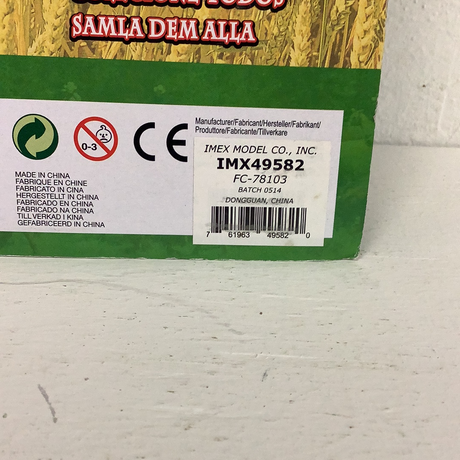 TODOS
SAMLA DEM ALLA
0-3
CE
Manufacturer/Fabricant/Hersteller/Fabrikant/
Produttore/Fabricante/Tillverkare
IMEX MODEL CO., INC.
IMX49582
FC-78103
BATCH 0514
DONGGUAN, CHINA
7 61963 49582 0
MADE IN CHINA
FABRIQUE EN CHINE
FABRICATO IN CINA
HERGESTELLT IN CHINA
FABRICADO EN CHINA
FABRICADO NA CHINA
TILLVERKAD I KINA
GEFABRICEERD IN CHINA